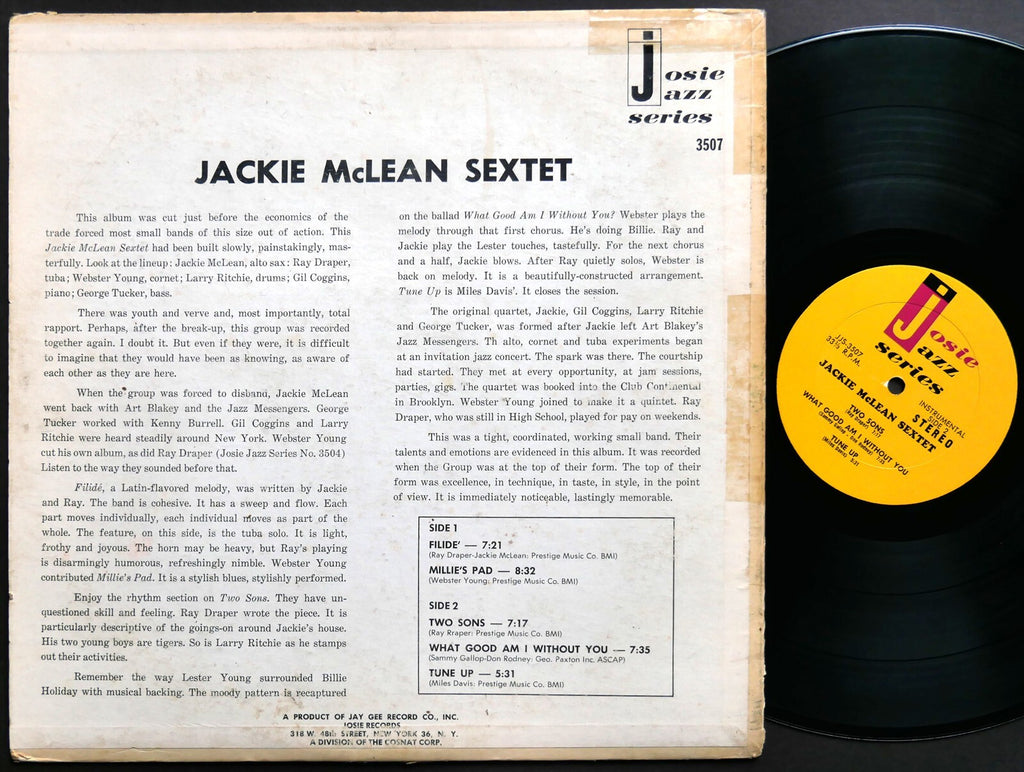 Josie
Jazz
series
3507
JACKIE McLEAN SEXTET
This album was cut just before the economics of the
trade forced most small bands of this size out of action. This
Jackie McLean Sextet had been built slowly, painstakingly, mas-
terfully. Look at the lineup: Jackie McLean, alto sax: Ray Draper,
tuba; Webster Young, cornet; Larry Ritchie, drums; Gil Coggins,
piano; George Tucker, bass.
There was youth and verve and, most importantly, total
rapport. Perhaps, after the break-up, this group was recorded
together again. I doubt it. But even if they were, it is difficult
to imagine that they would have been as knowing, as aware of
each other as they are here.
When the group was forced to disband, Jackie McLean
went back with Art Blakey and the Jazz Messengers. George
Tucker worked with Kenny Burrell. Gil Coggins and Larry
Ritchie were heard steadily around New York. Webster Young
cut his own album, as did Ray Draper (Josie Jazz Series No. 3504)
Listen to the way they sounded before that.
Filidé, a Latin-flavored melody, was written by Jackie
and Ray. The band is cohesive. It has a sweep and flow. Each
part moves individually, each individual moves as part of the
whole. The feature, on this side, is the tuba solo. It is light,
frothy and joyous. The horn may be heavy, but Ray's playing
is disarmingly humorous, refreshingly nimble. Webster Young
contributed Millie's Pad. It is a stylish blues, stylishly performed.
Enjoy the rhythm section on Two Sons. They have un-
questioned skill and feeling. Ray Draper wrote the piece. It is
particularly descriptive of the goings-on around Jackie's house.
His two young boys are tigers. So is Larry Ritchie as he stamps
out their activities.
Remember the way Lester Young surrounded Billie
Holiday with musical backing. The moody pattern is recaptured
on the ballad What Good Am I Without You? Webster plays the
melody through that first chorus. He's doing Billie. Ray and
Jackie play the Lester touches, tastefully. For the next chorus
and a half, Jackie blows. After Ray quietly solos, Webster is
back on melody. It is a beautifully-constructed arrangement.
Tune Up is Miles Davis'. It closes the session.
The original quartet, Jackie, Gil Coggins, Larry Ritchie
and George Tucker, was formed after Jackie left Art Blakey's
Jazz Messengers. Th alto, cornet and tuba experiments began
at an invitation jazz concert. The spark was there. The courtship
had started. They met at every opportunity, at jam sessions,
parties, gigs. The quartet was booked into the Club Continental
in Brooklyn. Webster Young joined to make it a quintet. Ray
Draper, who was still in High School, played for pay on weekends.
This was a tight, coordinated, working small band. Their
talents and emotions are evidenced in this album. It was recorded
when the Group was at the top of their form. The top of their
form was excellence, in technique, in taste, in style, in the point
of view. It is immediately noticeable, lastingly memorable.
SIDE 1
FILIDE' — 7:21
(Ray Draper-Jackie McLean: Prestige Music Co. BMI)
MILLIE'S PAD — 8:32
(Webster Young: Prestige Music Co. BMI)
SIDE 2
TWO SONS — 7:17
(Ray Rraper: Prestige Music Co. BMI)
WHAT GOOD AM I WITHOUT YOU — 7:35
(Sammy Gallop-Don Rodney: Geo. Paxton Inc. ASCAP)
TUNE UP — 5:31
(Miles Davis: Prestige Music Co. BMI)
A PRODUCT OF JAY GEE RECORD CO., INC.
JOSIE RECORDS
318 W. 48th STREET, NEW YORK 36, N. Y.
A DIVISION OF THE COSNAT CORP.
Josie
Jazz
series
JJS-3507
33⅓ R.P.M.
INSTRUMENTAL
SIDE
STEREO
JACKIE McLEAN SEXTET
TWO SONS
(Ray Draper) 7:17
WHAT GOOD AM I WITHOUT YOU
7:35
TUNE UP
(Miles Davis) 5:31